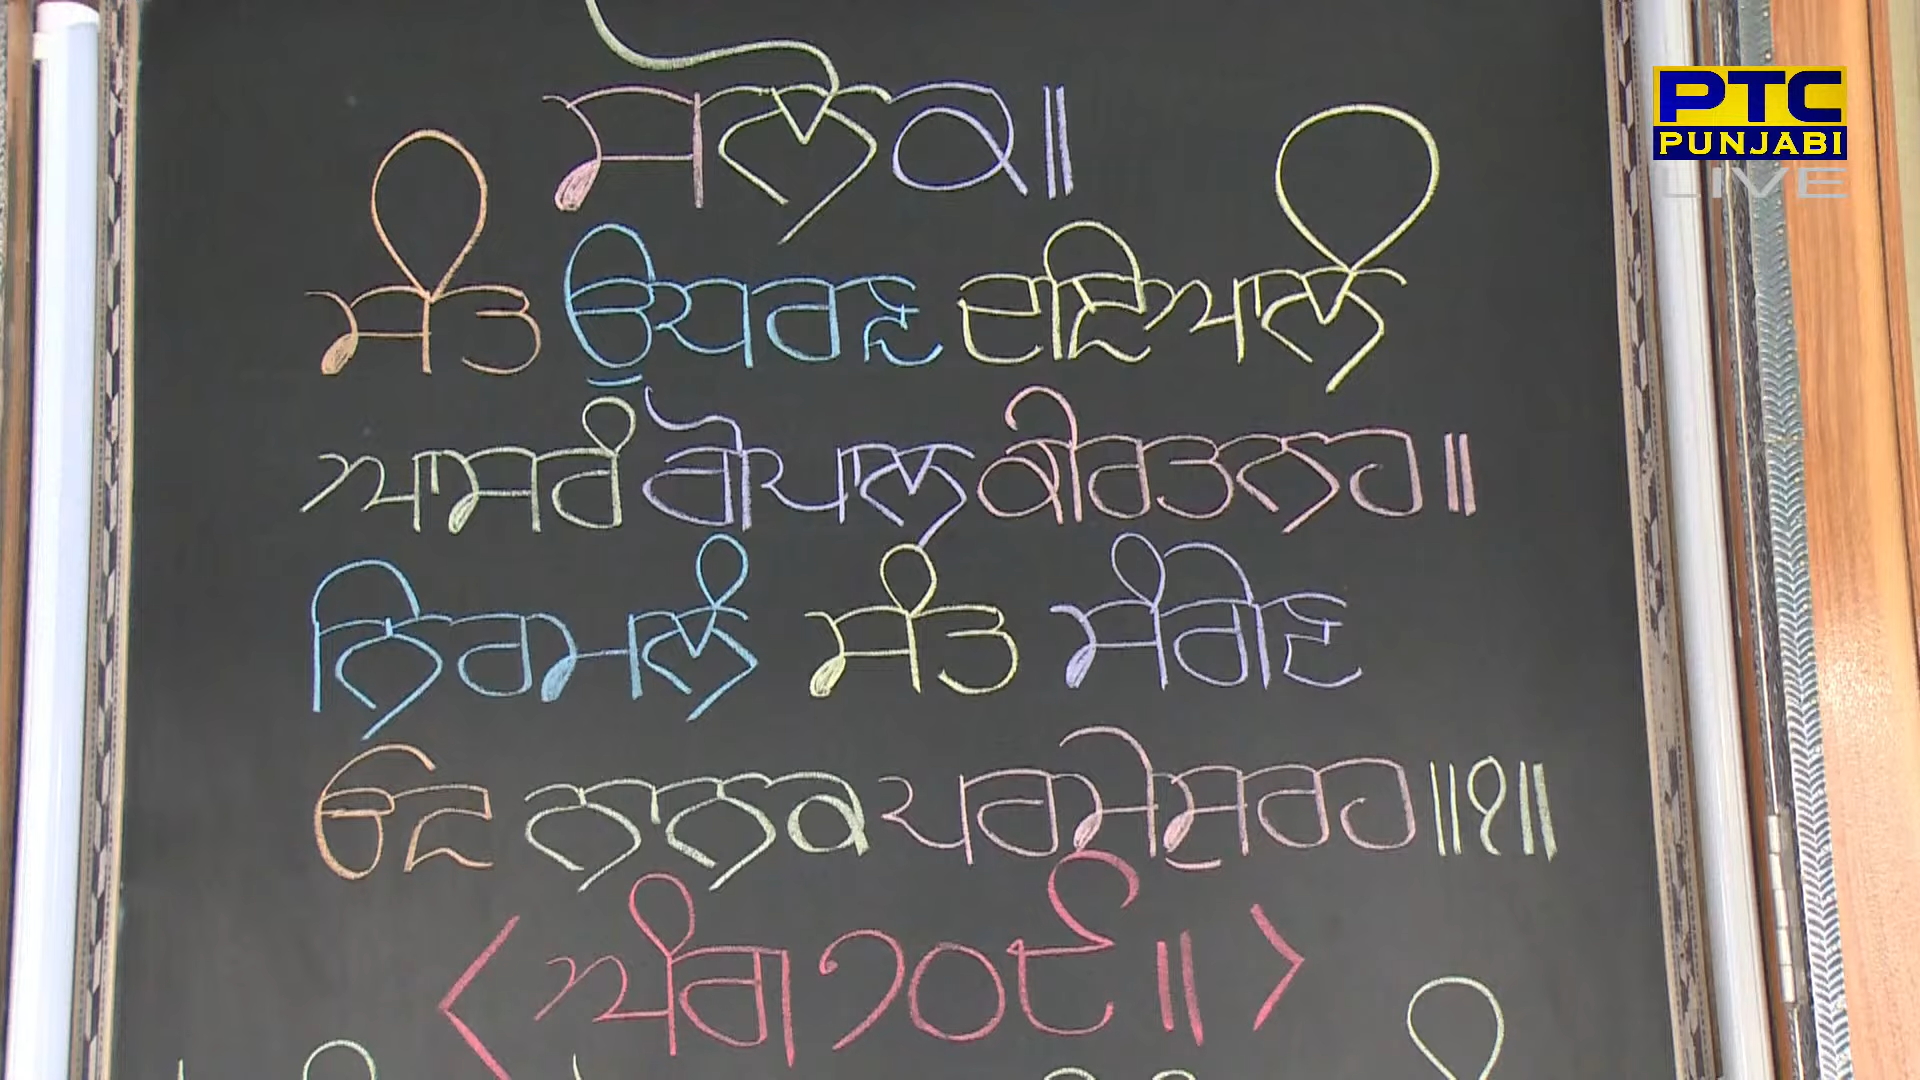 ਸਲੋਕ॥
PTC
PUNJABI
LIVE
ਸੰਤ ਉਧਰਣ ਦਇਆਲੰ
ਆਸਰੰ ਗੋਪਾਲ ਕੀਰਤਨਹ॥
ਨਿਰਮਲੰ ਸੰਤ ਸੰਗੇਣ
ਓਟ ਨਾਨਕ ਪਰਮੇਸੁਰਹ ॥੧॥
< ਅੰਗ ੭੦੯ ॥ >